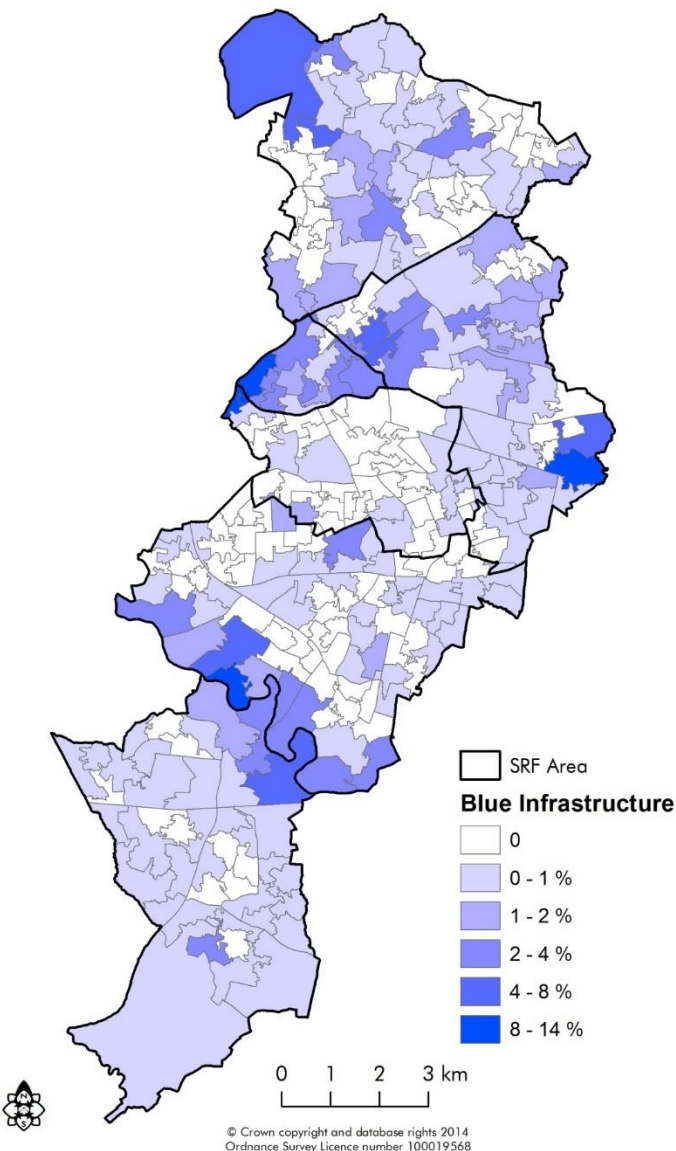 SRF Area
Blue Infrastructure
0
0 - 1 %
1 - 2 %
2 - 4 %
4 - 8 %
8 - 14 %
0 1 2 3 km
N
S
© Crown copyright and database rights 2014
Ordnance Survey Licence number 100019568